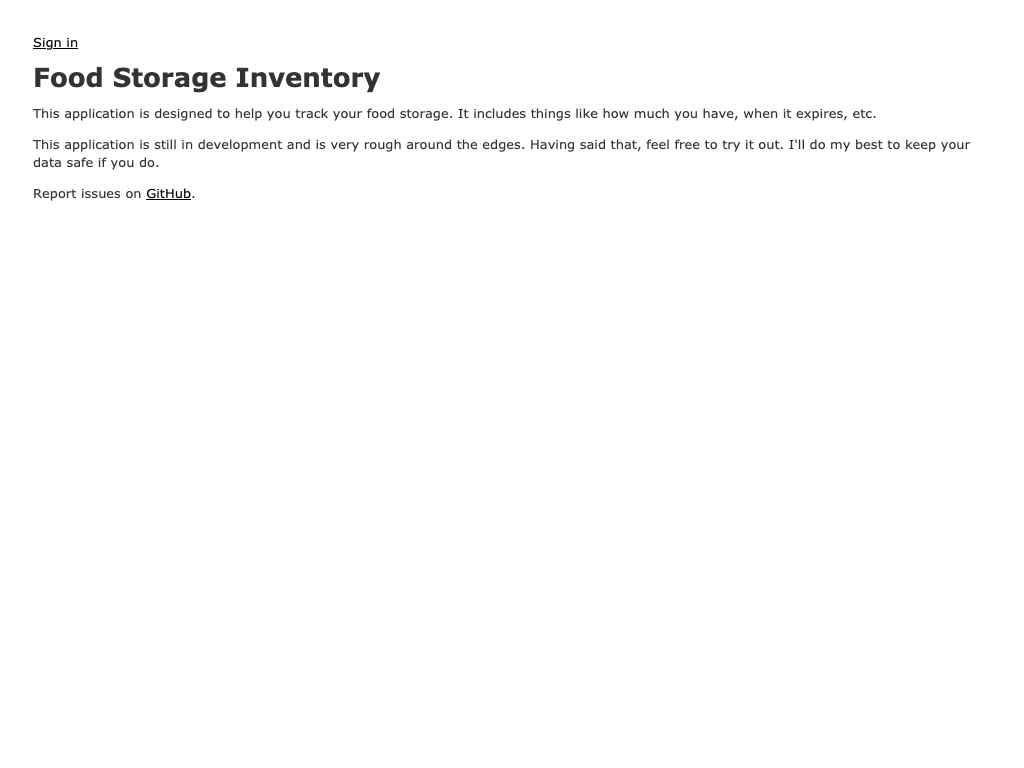 Sign in
Food Storage Inventory
This application is designed to help you track your food storage. It includes things like how much you have, when it expires, etc.
This application is still in development and is very rough around the edges. Having said that, feel free to try it out. I'll do my best to keep your
data safe if you do.
Report issues on GitHub.